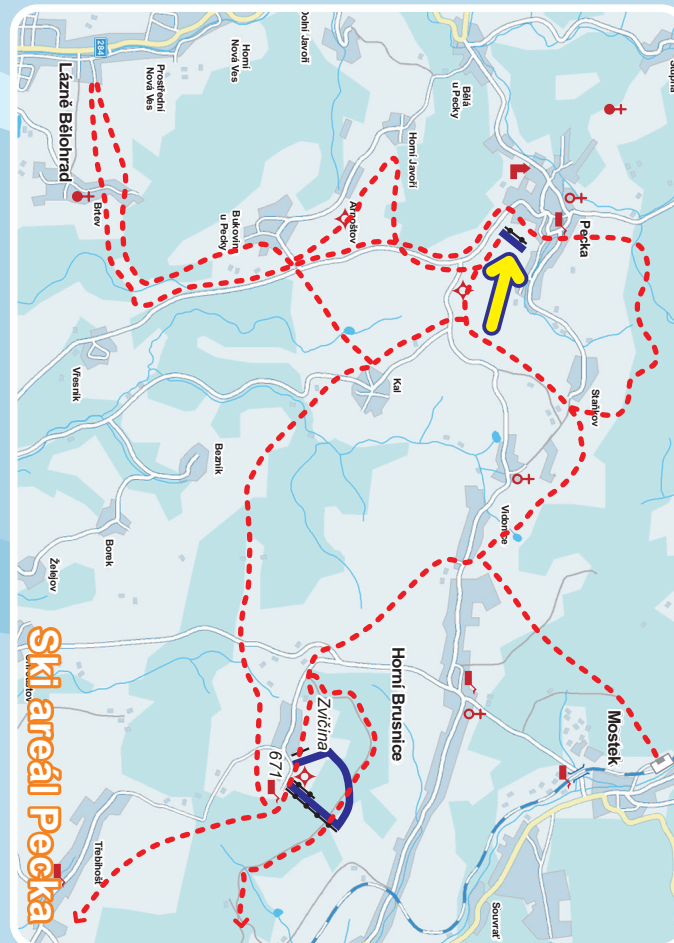 284
Lázně Bělohrad
Prostřední
Nová Ves
Horní
Nová Ves
Dolní Javoří
Brtev
Bukovina
u Pecky
Arnoštov
Horní Javoří
Bělá
u Pecky
Pecka
Staňkov
Vidonice
Kal
Vřesník
Bezník
Borek
Želejov
Horní Brusnice
Mostek
Zvičina
671
Třebihošť
Souvrať
Ski areál Pecka